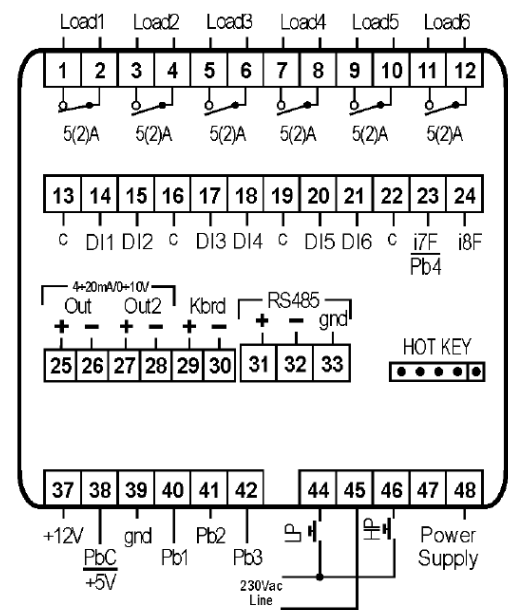 Load1 Load2 Load3 Load4 Load5 Load6
1 2 3 4 5 6 7 8 9 10 11 12
5(2)A 5(2)A 5(2)A 5(2)A 5(2)A 5(2)A
13 14 15 16 17 18 19 20 21 22 23 24
C DI1 DI2 C DI3 DI4 C DI5 DI6 C i7F i8F
Pb4
4÷20mA/0÷10V
Out Out2 Kbrd RS485
+ - + - + - + - gnd
25 26 27 28 29 30 31 32 33
HOT KEY
37 38 39 40 41 42 44 45 46 47 48
+12V PbC gnd Pb1 Pb2 Pb3 LP HP Power
+5V Supply
230Vac
Line